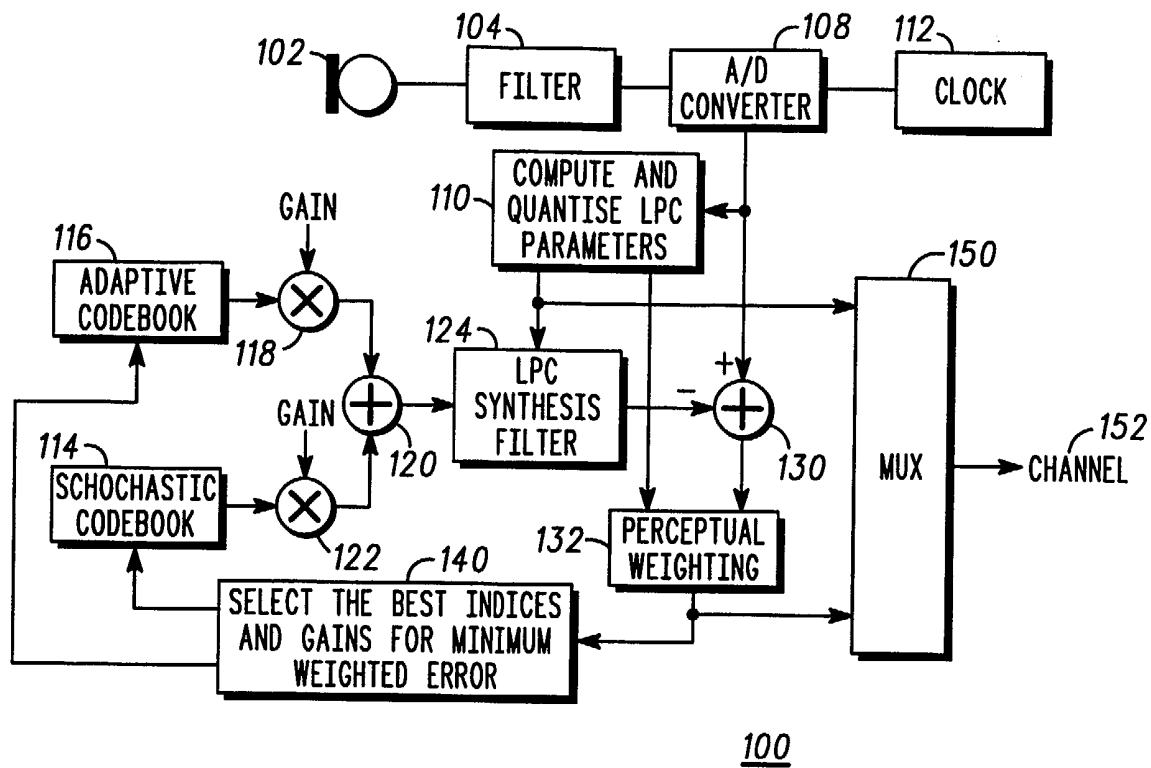 102
104
FILTER
108
A/D
CONVERTER
112
CLOCK
110
COMPUTE AND
QUANTISE LPC
PARAMETERS
GAIN
116
ADAPTIVE
CODEBOOK
118
124
LPC
SYNTHESIS
FILTER
+
-
130
150
MUX
152
CHANNEL
GAIN
120
114
SCHOCHASTIC
CODEBOOK
122
132
PERCEPTUAL
WEIGHTING
140
SELECT THE BEST INDICES
AND GAINS FOR MINIMUM
WEIGHTED ERROR
100